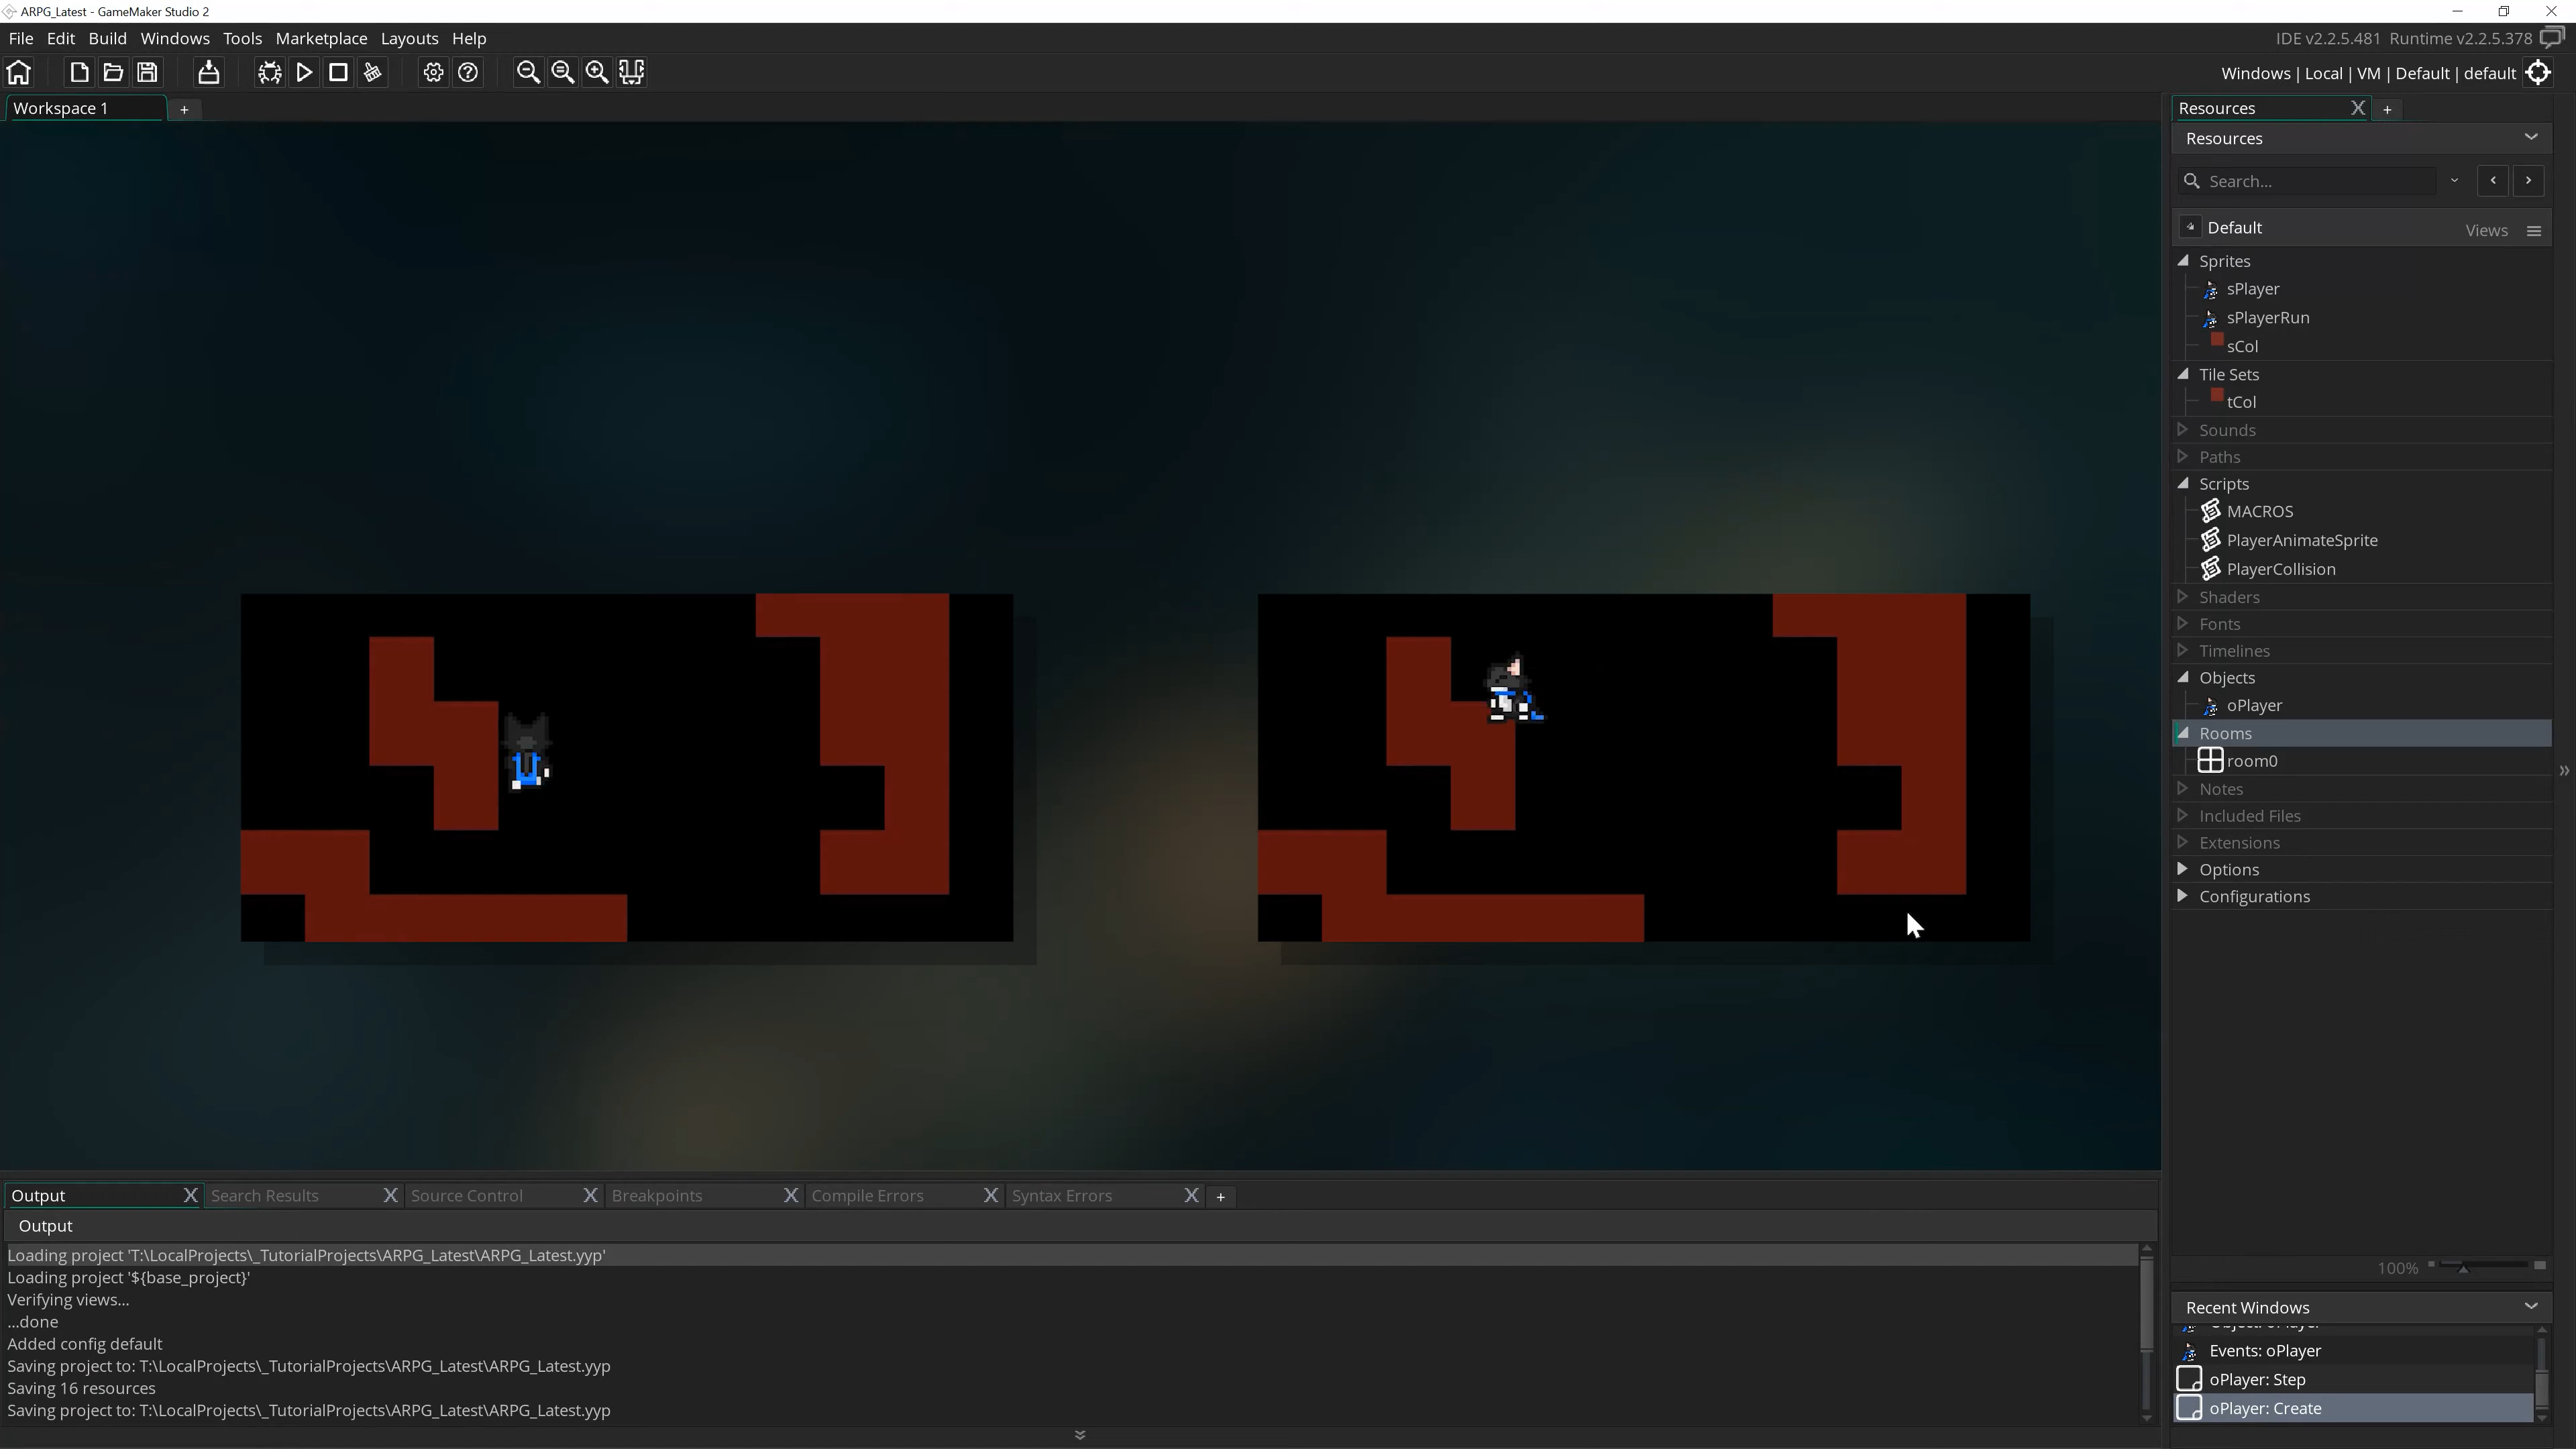 ARPG_Latest - GameMaker Studio 2
File Edit Build Windows Tools Marketplace Layouts Help
IDE v2.2.5.481 Runtime v2.2.5.378
Windows | Local | VM | Default | default
Workspace 1
+
Resources X +
Resources
Search...
Default
Views
Sprites
sPlayer
sPlayerRun
sCol
Tile Sets
tCol
Sounds
Paths
Scripts
MACROS
PlayerAnimateSprite
PlayerCollision
Shaders
Fonts
Timelines
Objects
oPlayer
Rooms
room0
Notes
Included Files
Extensions
Options
Configurations
100%
Recent Windows
Object: oPlayer
Events: oPlayer
oPlayer: Step
oPlayer: Create
Output X Search Results X Source Control X Breakpoints X Compile Errors X Syntax Errors X +
Output
Loading project 'T:\LocalProjects\_TutorialProjects\ARPG_Latest\ARPG_Latest.yyp'
Loading project '${base_project}'
Verifying views...
...done
Added config default
Saving project to: T:\LocalProjects\_TutorialProjects\ARPG_Latest\ARPG_Latest.yyp
Saving 16 resources
Saving project to: T:\LocalProjects\_TutorialProjects\ARPG_Latest\ARPG_Latest.yyp